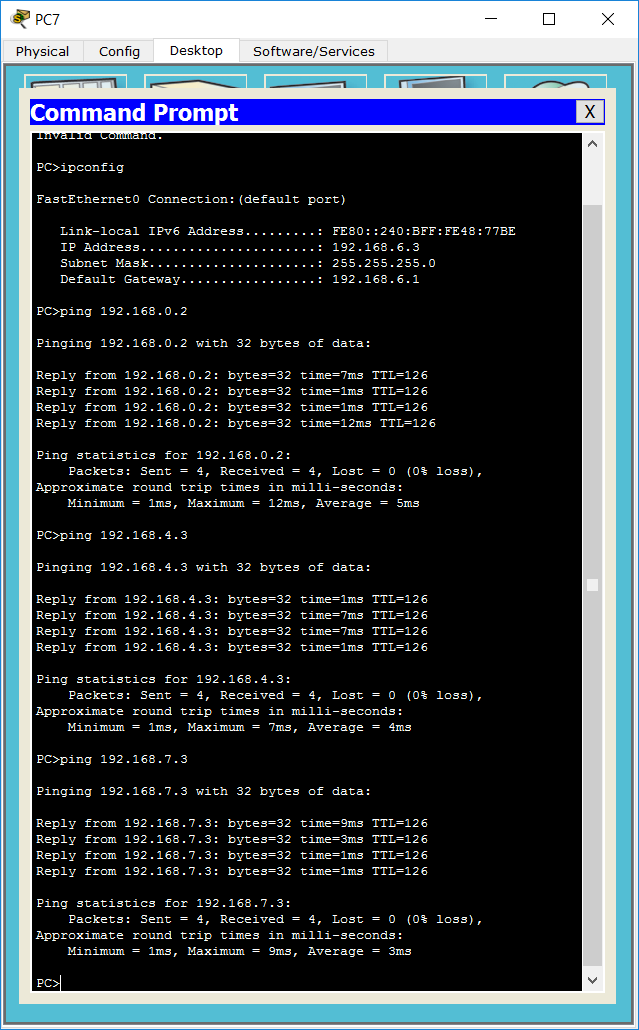 PC7
Physical Config Desktop Software/Services
Command Prompt X
Invalid Command.
PC>ipconfig
FastEthernet0 Connection:(default port)
Link-local IPv6 Address.........: FE80::240:BFF:FE48:77BE
IP Address......................: 192.168.6.3
Subnet Mask.....................: 255.255.255.0
Default Gateway.................: 192.168.6.1
PC>ping 192.168.0.2
Pinging 192.168.0.2 with 32 bytes of data:
Reply from 192.168.0.2: bytes=32 time=7ms TTL=126
Reply from 192.168.0.2: bytes=32 time=1ms TTL=126
Reply from 192.168.0.2: bytes=32 time=1ms TTL=126
Reply from 192.168.0.2: bytes=32 time=12ms TTL=126
Ping statistics for 192.168.0.2:
Packets: Sent = 4, Received = 4, Lost = 0 (0% loss),
Approximate round trip times in milli-seconds:
Minimum = 1ms, Maximum = 12ms, Average = 5ms
PC>ping 192.168.4.3
Pinging 192.168.4.3 with 32 bytes of data:
Reply from 192.168.4.3: bytes=32 time=1ms TTL=126
Reply from 192.168.4.3: bytes=32 time=7ms TTL=126
Reply from 192.168.4.3: bytes=32 time=7ms TTL=126
Reply from 192.168.4.3: bytes=32 time=1ms TTL=126
Ping statistics for 192.168.4.3:
Packets: Sent = 4, Received = 4, Lost = 0 (0% loss),
Approximate round trip times in milli-seconds:
Minimum = 1ms, Maximum = 7ms, Average = 4ms
PC>ping 192.168.7.3
Pinging 192.168.7.3 with 32 bytes of data:
Reply from 192.168.7.3: bytes=32 time=9ms TTL=126
Reply from 192.168.7.3: bytes=32 time=3ms TTL=126
Reply from 192.168.7.3: bytes=32 time=1ms TTL=126
Reply from 192.168.7.3: bytes=32 time=1ms TTL=126
Ping statistics for 192.168.7.3:
Packets: Sent = 4, Received = 4, Lost = 0 (0% loss),
Approximate round trip times in milli-seconds:
Minimum = 1ms, Maximum = 9ms, Average = 3ms
PC>